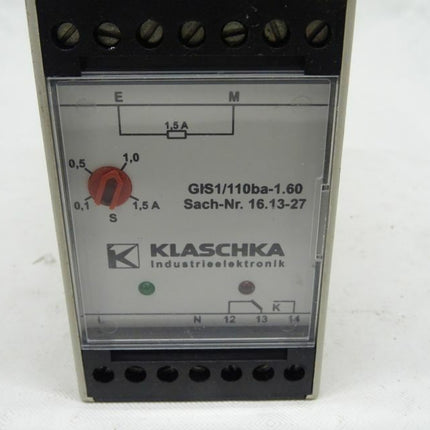 E M
1,5 A
0,5 1,0
0,1 1,5 A
S
GIS1/110ba-1.60
Sach-Nr. 16.13-27
K KLASCHKA
Industrieelektronik
K
L N 12 13 14